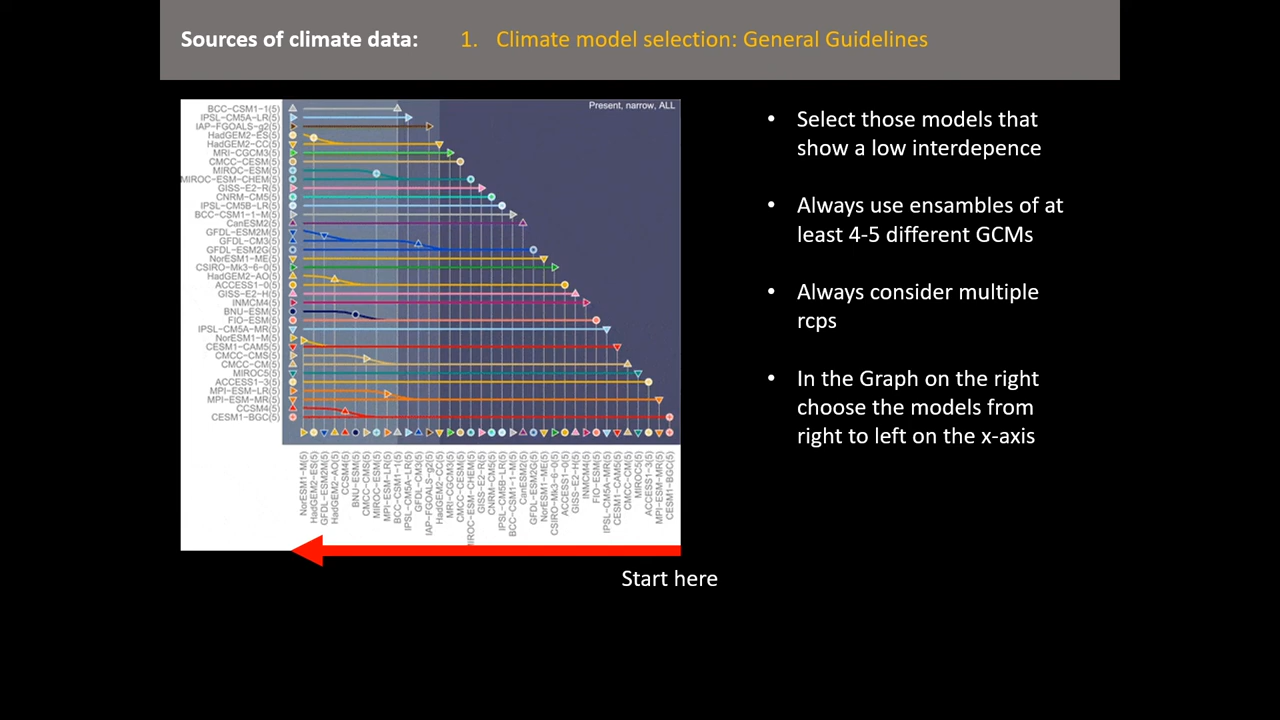 Sources of climate data:
1. Climate model selection: General Guidelines
Present, narrow, ALL
BCC-CSM1-1(5)
IPSL-CM5A-LR(5)
IAP-FGOALS-g2(5)
HadGEM2-ES(5)
HadGEM2-CC(5)
MRI-CGCM3(5)
CMCC-CESM(5)
MIROC-ESM(5)
MIROC-ESM-CHEM(5)
GISS-E2-R(5)
CNRM-CM5(5)
IPSL-CM5B-LR(5)
BCC-CSM1-1-M(5)
CanESM2(5)
GFDL-ESM2M(5)
GFDL-CM3(5)
GFDL-ESM2G(5)
NorESM1-ME(5)
CSIRO-Mk3-6-0(5)
HadGEM2-AO(5)
ACCESS1-0(5)
GISS-E2-H(5)
INMCM4(5)
BNU-ESM(5)
FIO-ESM(5)
IPSL-CM5A-MR(5)
NorESM1-M(5)
CESM1-CAM5(5)
CMCC-CMS(5)
CMCC-CM(5)
MIROC5(5)
ACCESS1-3(5)
MPI-ESM-LR(5)
MPI-ESM-MR(5)
CCSM4(5)
CESM1-BGC(5)
NorESM1-M(5)
HadGEM2-ES(5)
GFDL-ESM2M(5)
HadGEM2-AO(5)
CCSM4(5)
BNU-ESM(5)
CMCC-CMS(5)
MIROC-ESM(5)
MPI-ESM-LR(5)
BCC-CSM1-1(5)
IPSL-CM5A-LR(5)
GFDL-CM3(5)
IAP-FGOALS-g2(5)
HadGEM2-CC(5)
MRI-CGCM3(5)
CMCC-CESM(5)
MIROC-ESM-CHEM(5)
GISS-E2-R(5)
CNRM-CM5(5)
IPSL-CM5B-LR(5)
BCC-CSM1-1-M(5)
CanESM2(5)
GFDL-ESM2G(5)
NorESM1-ME(5)
CSIRO-Mk3-6-0(5)
ACCESS1-0(5)
GISS-E2-H(5)
INMCM4(5)
FIO-ESM(5)
IPSL-CM5A-MR(5)
CESM1-CAM5(5)
CMCC-CM(5)
MIROC5(5)
ACCESS1-3(5)
MPI-ESM-MR(5)
CESM1-BGC(5)
Start here
• Select those models that
show a low interdepence
• Always use ensambles of at
least 4-5 different GCMs
• Always consider multiple
rcps
• In the Graph on the right
choose the models from
right to left on the x-axis